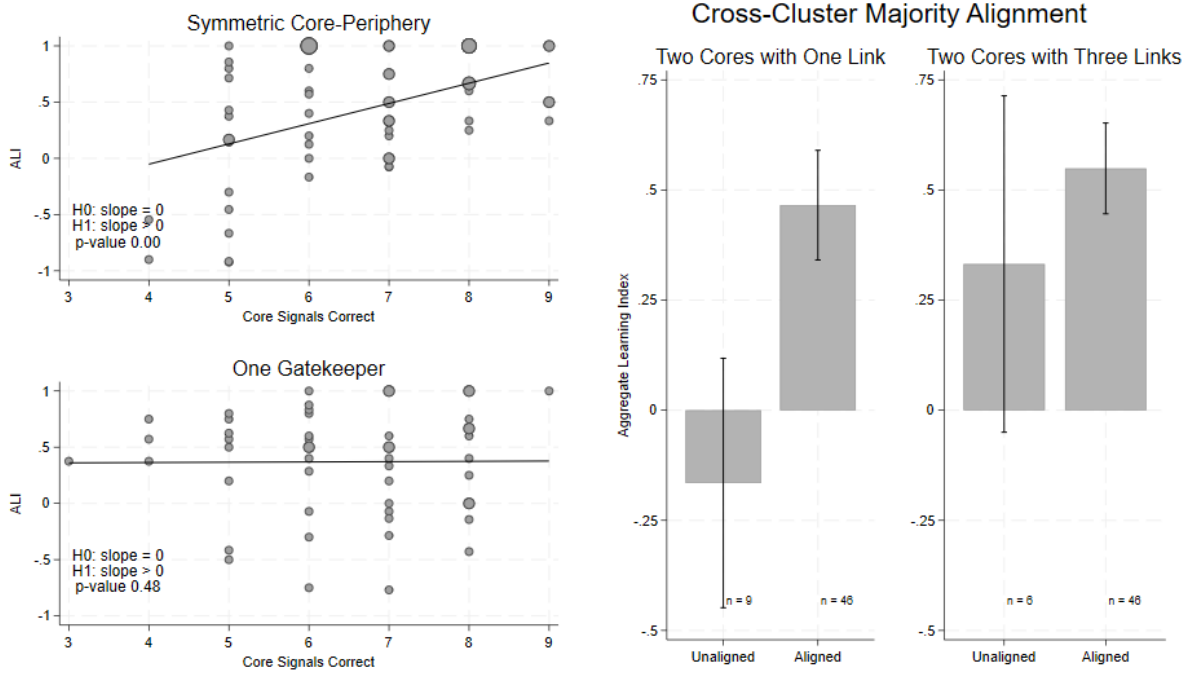 Symmetric Core-Periphery
1
.5
0
-.5
-1
ALI
H0: slope = 0
H1: slope > 0
p-value 0.00
3 4 5 6 7 8 9
Core Signals Correct
One Gatekeeper
1
.5
0
-.5
-1
ALI
H0: slope = 0
H1: slope > 0
p-value 0.48
3 4 5 6 7 8 9
Core Signals Correct
Cross-Cluster Majority Alignment
Two Cores with One Link
.75
.5
.25
0
-.25
-.5
Aggregate Learning Index
n = 9 n = 46
Unaligned Aligned
Two Cores with Three Links
.75
.5
.25
0
-.25
-.5
n = 6 n = 46
Unaligned Aligned